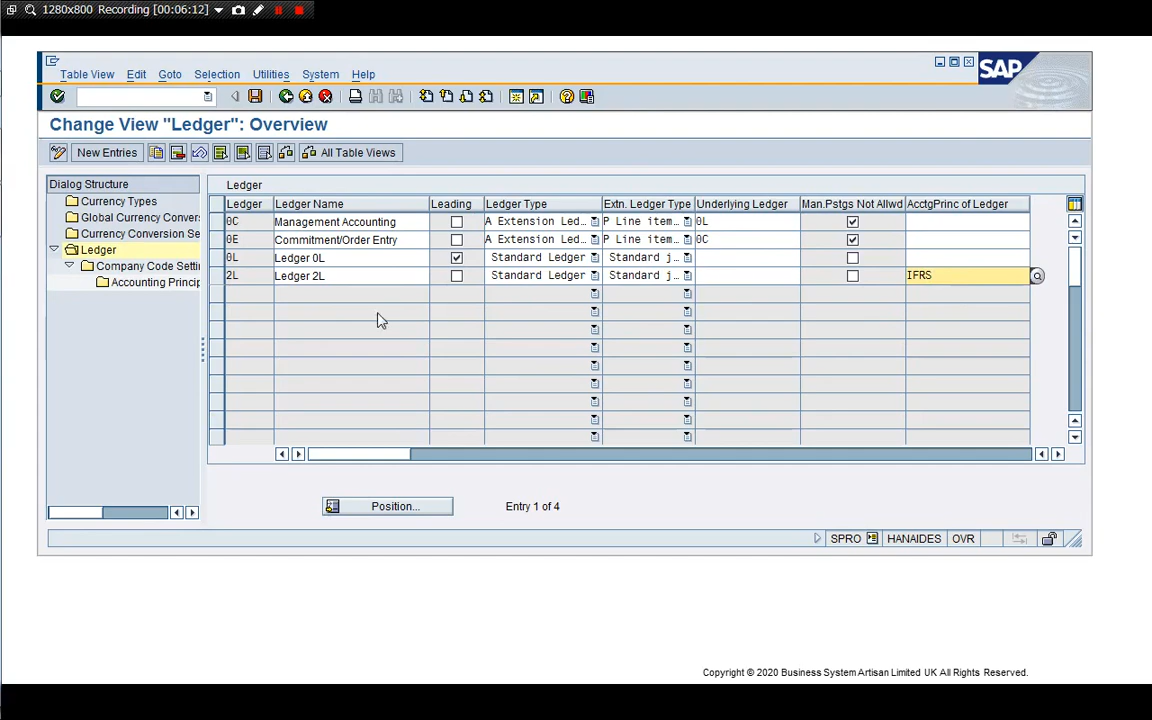 1280x800 Recording [00:06:12]
Table View Edit Goto Selection Utilities System Help
SAP
Change View "Ledger": Overview
New Entries All Table Views
Dialog Structure
Currency Types
Global Currency Conver
Currency Conversion Se
Ledger
Company Code Setti
Accounting Princip
Ledger
Ledger Ledger Name Leading Ledger Type Extn. Ledger Type Underlying Ledger Man.Pstgs Not Allwd AcctgPrinc of Ledger
0C Management Accounting A Extension Led… P Line item… 0L
0E Commitment/Order Entry A Extension Led… P Line item… 0C
0L Ledger 0L Standard Ledger Standard j…
2L Ledger 2L Standard Ledger Standard j… IFRS
Position... Entry 1 of 4
SPRO HANAIDES OVR
Copyright © 2020 Business System Artisan Limited UK All Rights Reserved.